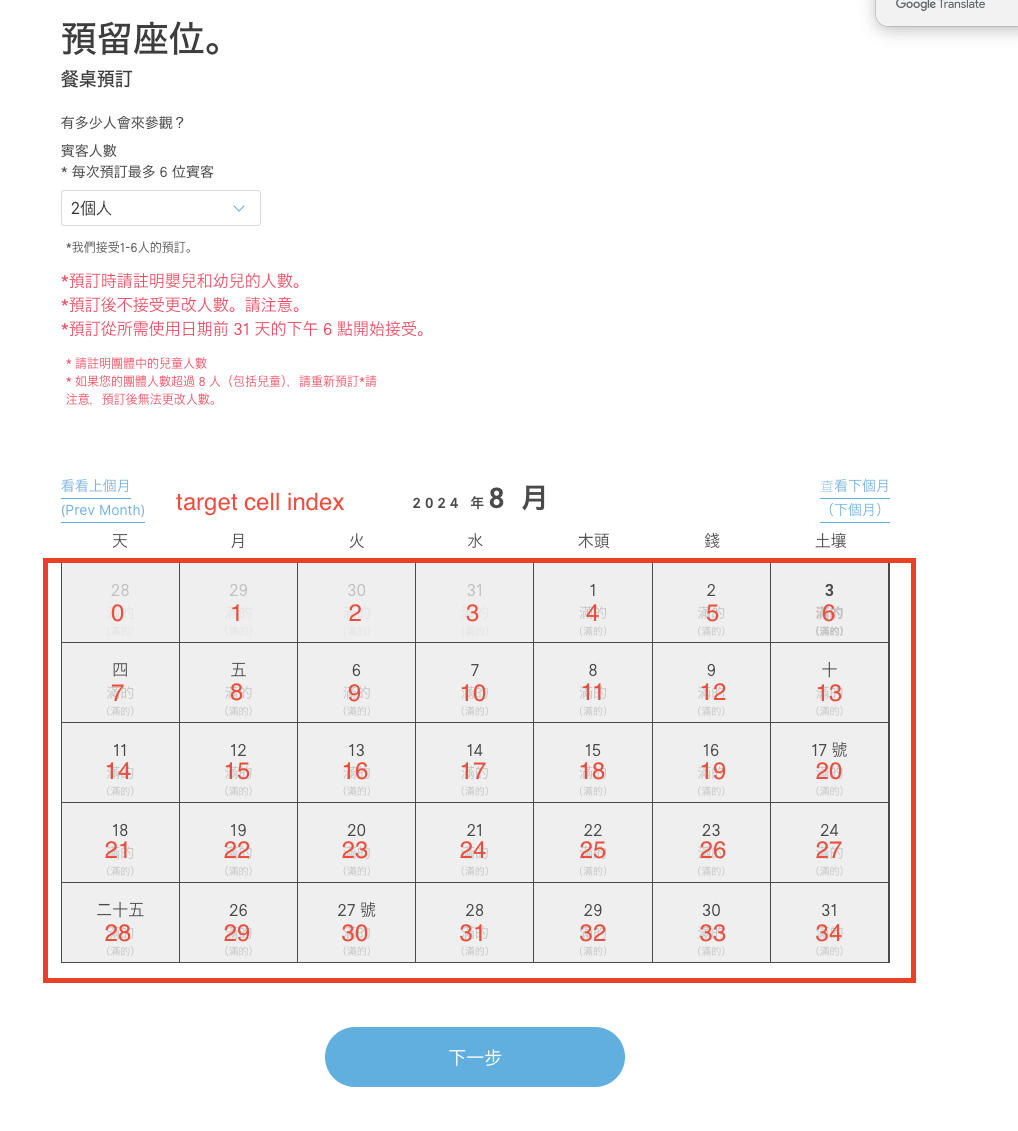 Google Translate
預留座位。
餐桌預訂
有多少人會來參觀？
賓客人數
* 每次預訂最多 6 位賓客
2個人
*我們接受1-6人的預訂。
*預訂時請註明嬰兒和幼兒的人數。
*預訂後不接受更改人數。請注意。
*預訂從所需使用日期前 31 天的下午 6 點開始接受。
* 請註明團體中的兒童人數
* 如果您的團體人數超過 8 人（包括兒童），請重新預訂*請
注意，預訂後無法更改人數。
看看上個月
(Prev Month)
target cell index
2024 年8 月
查看下個月
（下個月）
天 月 火 水 木頭 錢 土壤
28 29 30 31 1 2 3
0 1 2 3 4 5 6
滿的 滿的 滿的
(滿的) (滿的) (滿的) (滿的) (滿的) (滿的) (滿的)
四 五 6 7 8 9 十
7 8 9 10 11 12 13
滿的 滿的 滿的 滿的 滿的 滿的 滿的
(滿的) (滿的) (滿的) (滿的) (滿的) (滿的) (滿的)
11 12 13 14 15 16 17 號
14 15 16 17 18 19 20
滿的 滿的 滿的 滿的 滿的 滿的 滿的
(滿的) (滿的) (滿的) (滿的) (滿的) (滿的) (滿的)
18 19 20 21 22 23 24
21 22 23 24 25 26 27
滿的 滿的 滿的 滿的 滿的 滿的 滿的
(滿的) (滿的) (滿的) (滿的) (滿的) (滿的) (滿的)
二十五 26 27 號 28 29 30 31
28 29 30 31 32 33 34
滿的 滿的 滿的 滿的 滿的 滿的 滿的
(滿的) (滿的) (滿的) (滿的) (滿的) (滿的) (滿的)
下一步